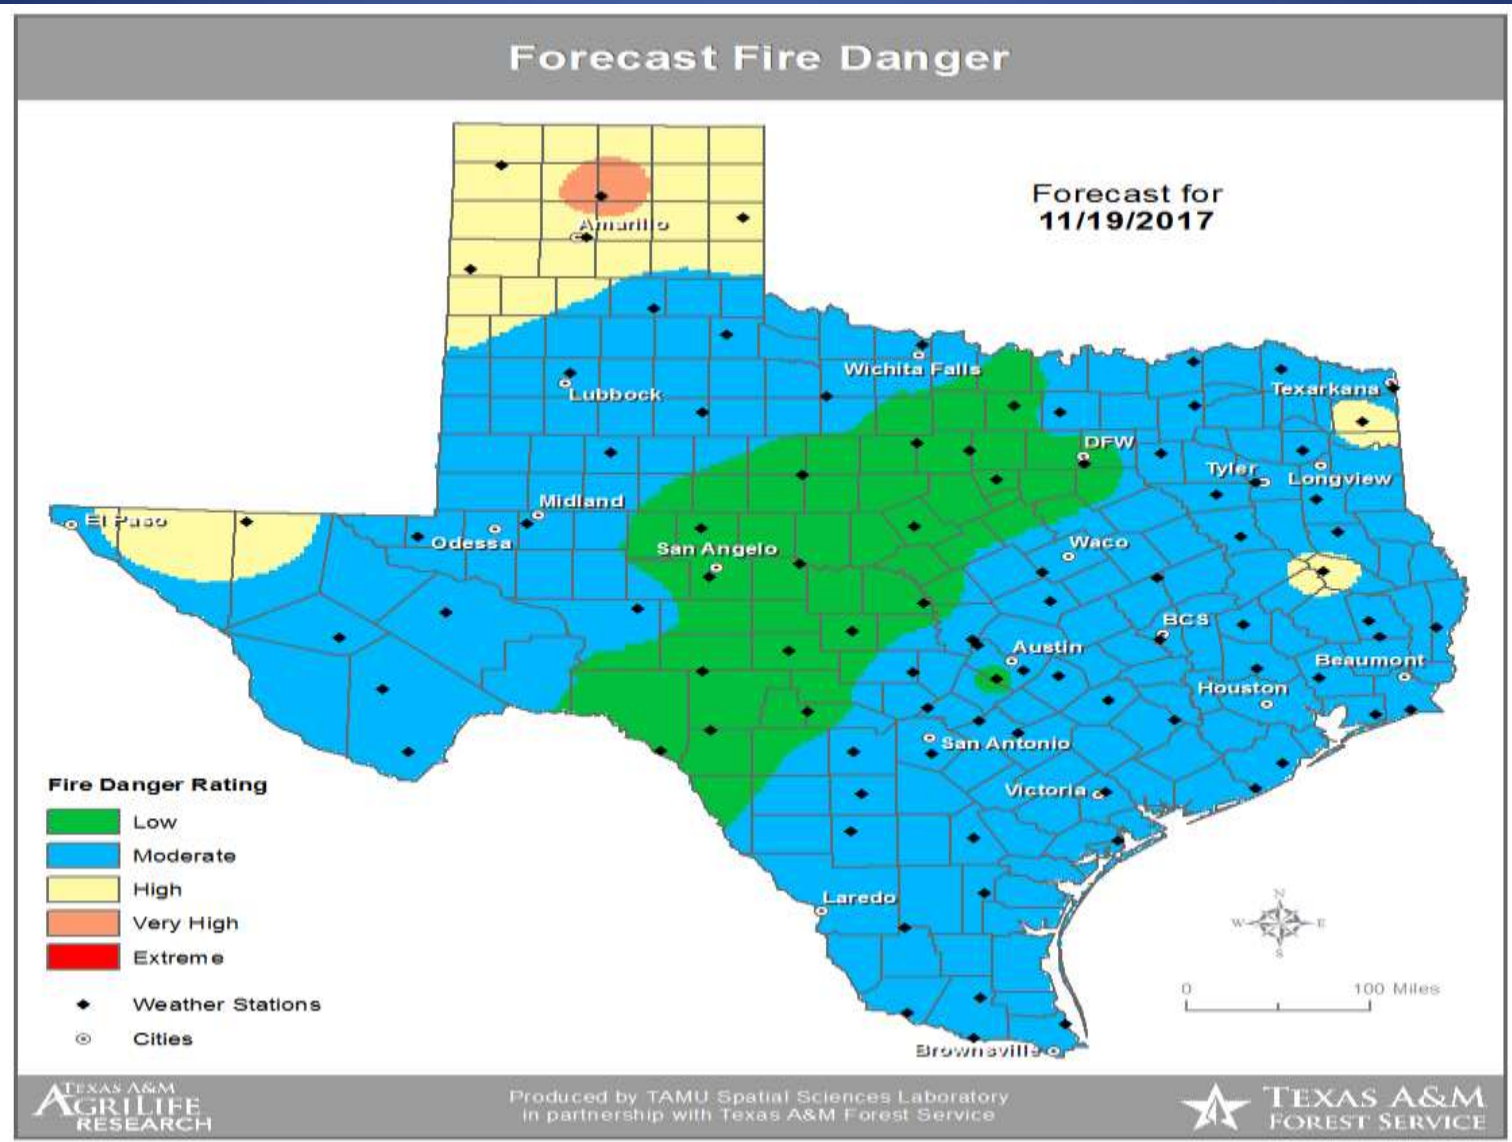 Forecast Fire Danger
Forecast for
11/19/2017
Amarillo
Wichita Falls
Texarkana
Lubbock
DFW
Tyler
Longview
Midland
El Paso
Odessa
San Angelo
Waco
BCS
Austin
Beaumont
Houston
San Antonio
Victoria
Laredo
Brownsville
Fire Danger Rating
Low
Moderate
High
Very High
Extreme
Weather Stations
Cities
N
W E
S
0 100 Miles
TEXAS A&M
AGRILIFE
RESEARCH
Produced by TAMU Spatial Sciences Laboratory
in partnership with Texas A&M Forest Service
TEXAS A&M
FOREST SERVICE